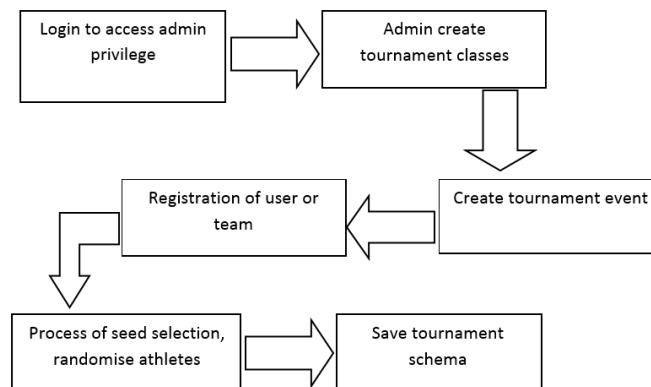 Login to access admin
privilege
Admin create
tournament classes
Create tournament event
Registration of user or
team
Process of seed selection,
randomise athletes
Save tournament
schema